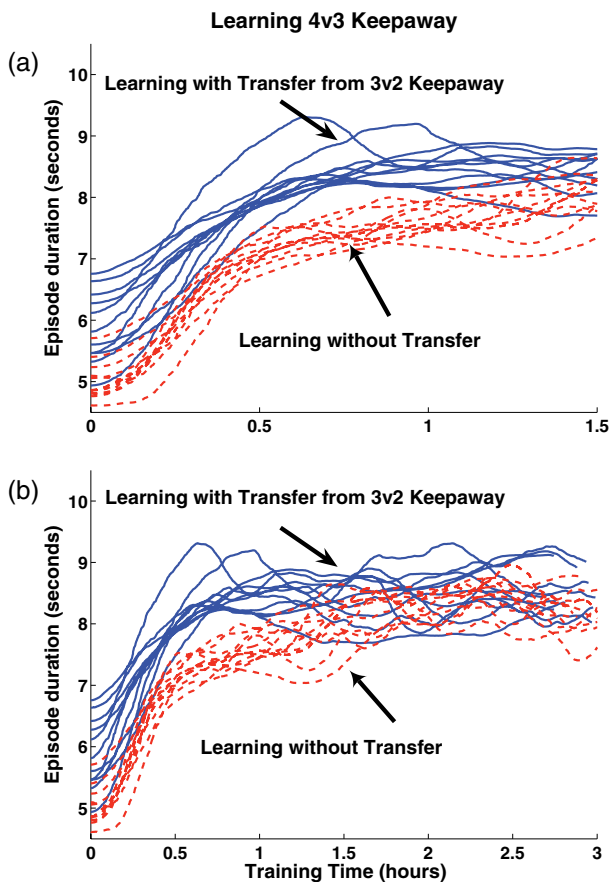 Learning 4v3 Keepaway
(a)
Learning with Transfer from 3v2 Keepaway
Episode duration (seconds)
10
9
8
7
6
5
Learning without Transfer
0
0.5
1
1.5
(b)
Learning with Transfer from 3v2 Keepaway
Episode duration (seconds)
10
9
8
7
6
5
Learning without Transfer
0
0.5
1
1.5
2
2.5
3
Training Time (hours)